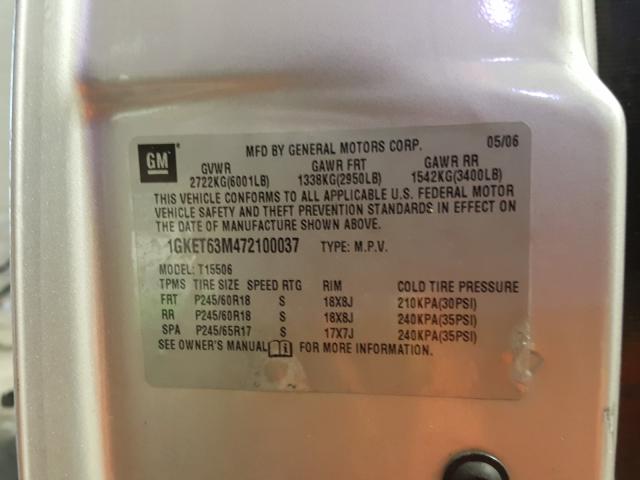 MFD BY GENERAL MOTORS CORP. 05/06
GM
GVWR GAWR FRT GAWR RR
2722KG(6001LB) 1338KG(2950LB) 1542KG(3400LB)
THIS VEHICLE CONFORMS TO ALL APPLICABLE U.S. FEDERAL MOTOR
VEHICLE SAFETY AND THEFT PREVENTION STANDARDS IN EFFECT ON
THE DATE OF MANUFACTURE SHOWN ABOVE.
1GKET63M472100037 TYPE: M.P.V.
MODEL: T15506
TPMS TIRE SIZE SPEED RTG RIM COLD TIRE PRESSURE
FRT P245/60R18 S 18X8J 210KPA(30PSI)
RR P245/60R18 S 18X8J 240KPA(35PSI)
SPA P245/65R17 S 17X7J 240KPA(35PSI)
SEE OWNER'S MANUAL FOR MORE INFORMATION.